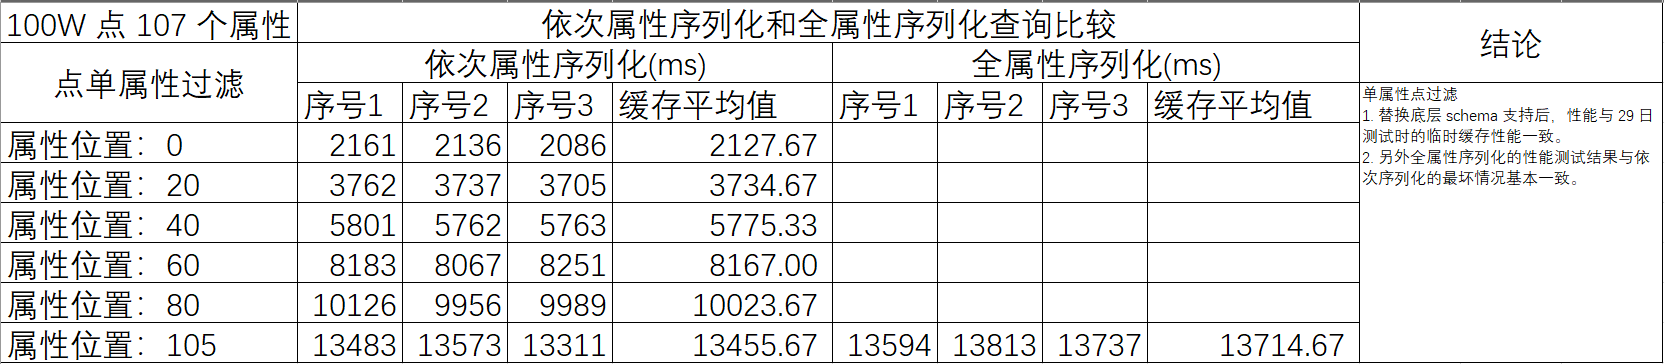 100W 点 107 个属性 依次属性序列化和全属性序列化查询比较 结论
点单属性过滤 依次属性序列化(ms) 全属性序列化(ms)
序号1 序号2 序号3 缓存平均值 序号1 序号2 序号3 缓存平均值
属性位置：0 2161 2136 2086 2127.67
属性位置：20 3762 3737 3705 3734.67
属性位置：40 5801 5762 5763 5775.33
属性位置：60 8183 8067 8251 8167.00
属性位置：80 10126 9956 9989 10023.67
属性位置：105 13483 13573 13311 13455.67 13594 13813 13737 13714.67
单属性点过滤
1. 替换底层 schema 支持后，性能与 29 日
测试时的临时缓存性能一致。
2. 另外全属性序列化的性能测试结果与依
次序列化的最坏情况基本一致。